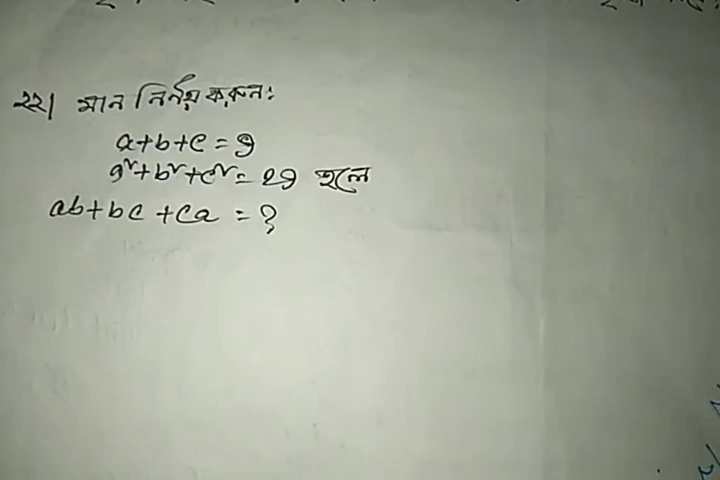 ২২। মান নির্ণয় করুন:
a+b+c = 9
a²+b²+c² = 29 হলে
ab+bc+ca = ?